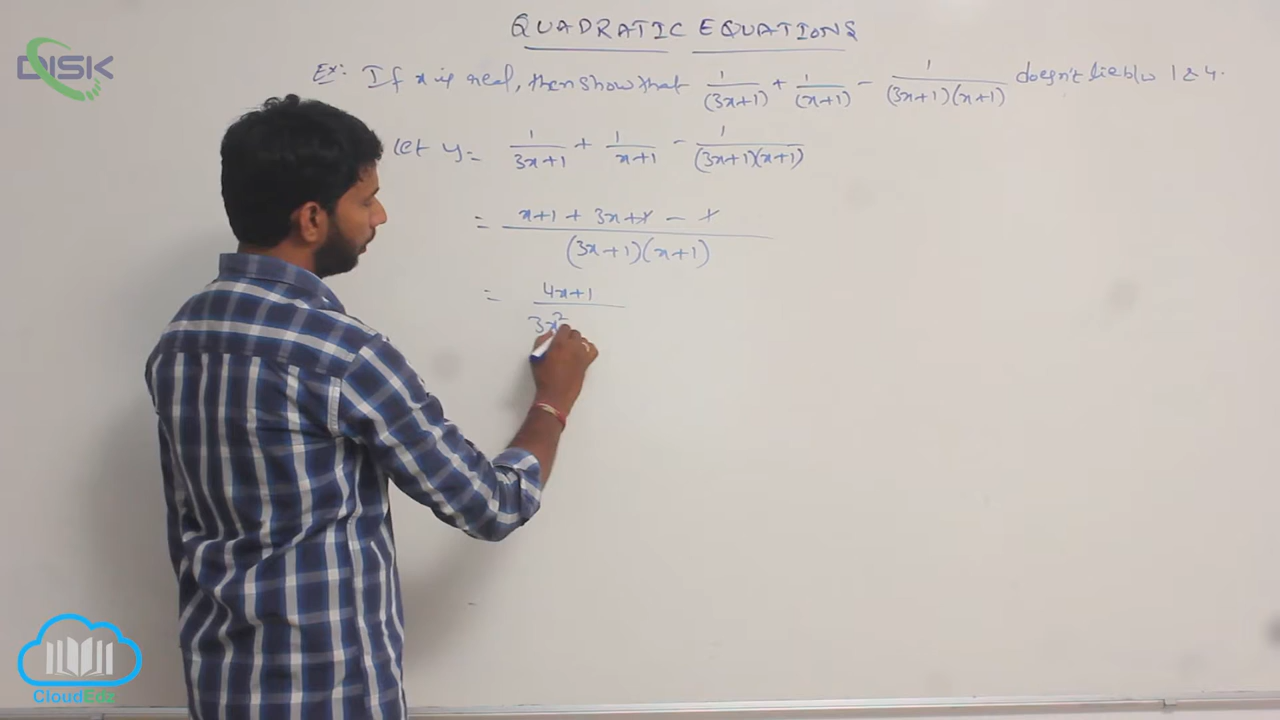 QUADRATIC EQUATIONS
DISK
Ex: If x is real, then show that 1/(3x+1) + 1/(x+1) - 1/(3x+1)(x+1) doesn't lie b/w 1 & 4.
Let y = 1/3x+1 + 1/x+1 - 1/(3x+1)(x+1)
= x+1 + 3x+1 - 1/(3x+1)(x+1)
= 4x+1/3x²
CloudEdz